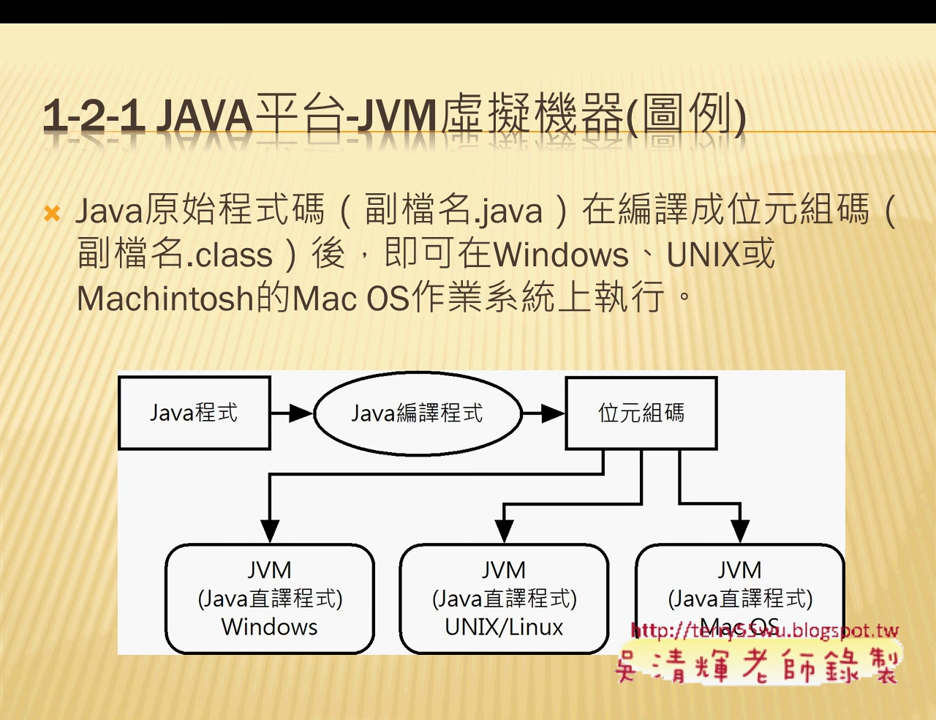 1-2-1 JAVA平台-JVM虛擬機器(圖例)
Java原始程式碼（副檔名.java）在編譯成位元組碼（
副檔名.class）後，即可在Windows、UNIX或
Machintosh的Mac OS作業系統上執行。
Java程式
Java編譯程式
位元組碼
JVM
(Java直譯程式)
Windows
JVM
(Java直譯程式)
UNIX/Linux
JVM
(Java直譯程式)
Mac OS
http://terry55wu.blogspot.tw
吳清輝老師錄製